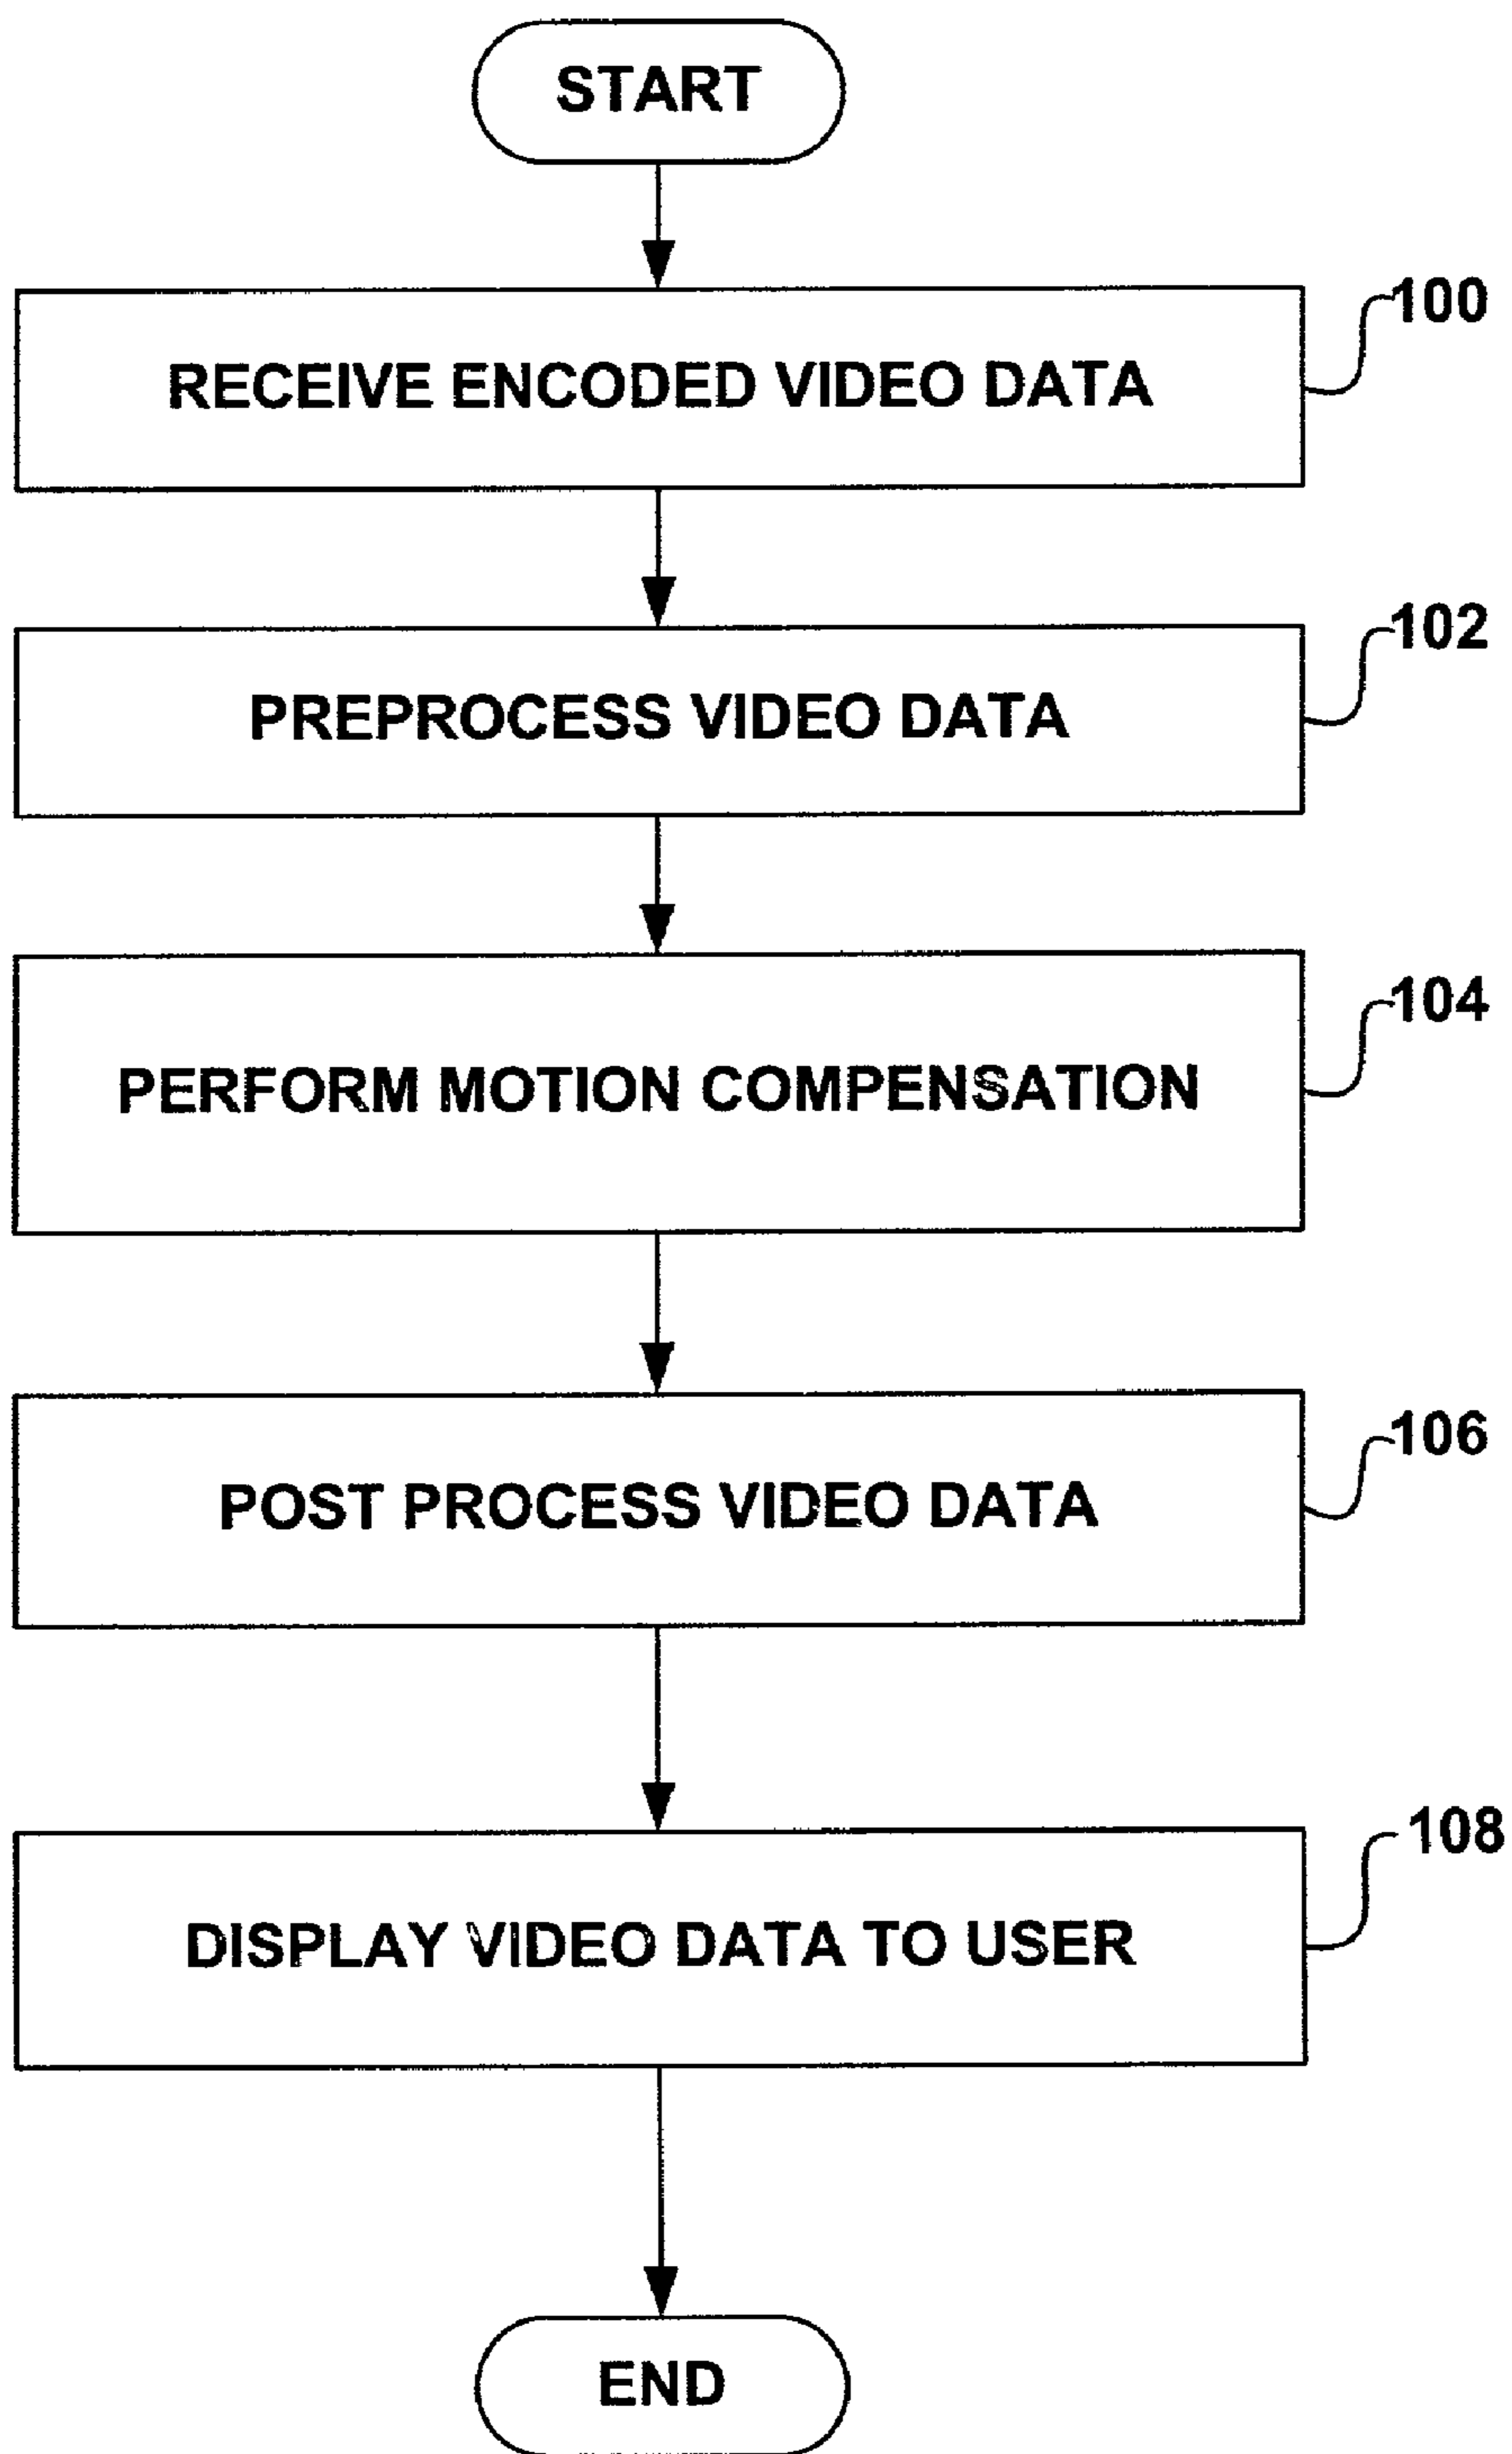 START
100
RECEIVE ENCODED VIDEO DATA
102
PREPROCESS VIDEO DATA
104
PERFORM MOTION COMPENSATION
106
POST PROCESS VIDEO DATA
108
DISPLAY VIDEO DATA TO USER
END